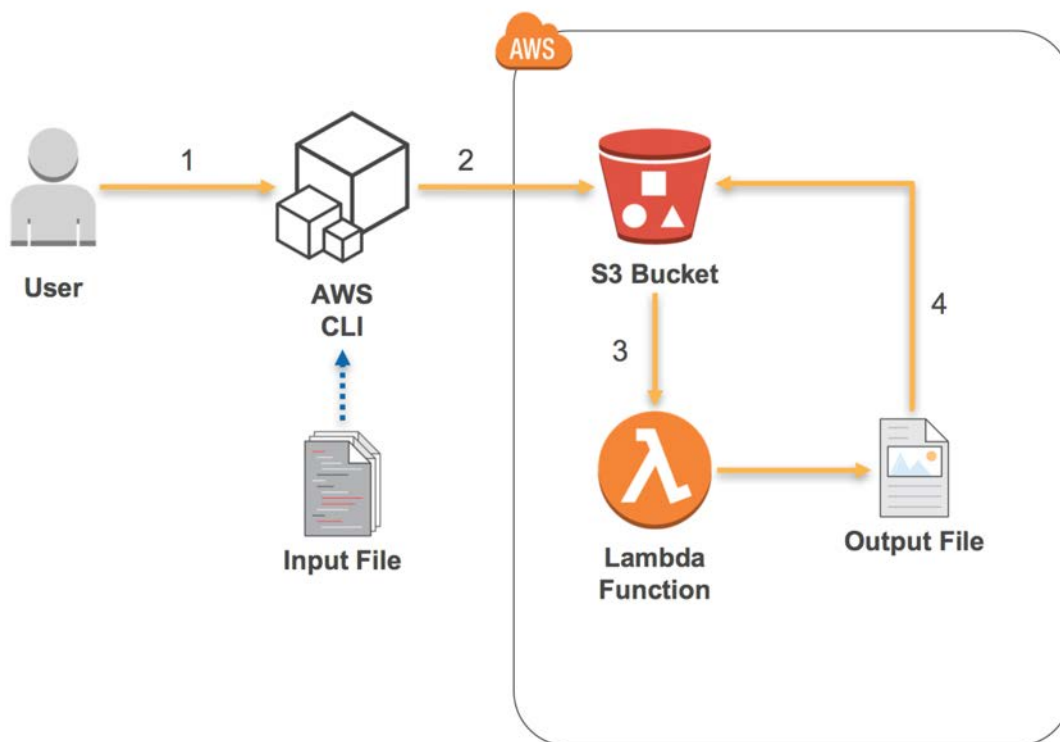 AWS
1
2
User
AWS
CLI
S3 Bucket
3
4
Input File
Lambda
Function
Output File